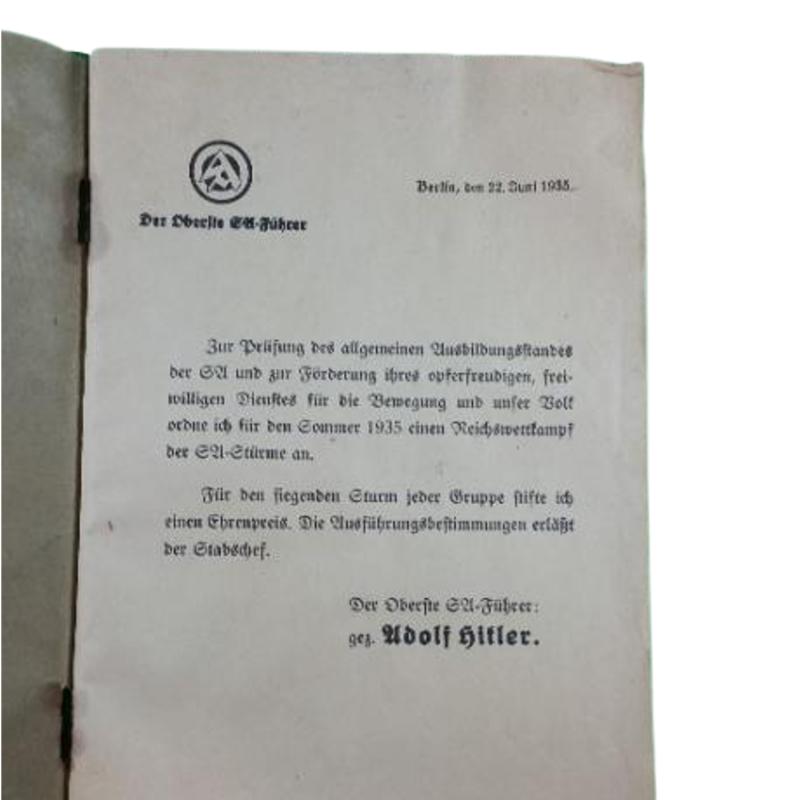 Berlin, den 22. Juni 1935.
Der Oberste SA-Führer
Zur Prüfung des allgemeinen Ausbildungsstandes
der SA und zur Förderung ihres opferfreudigen, frei-
willigen Dienstes für die Bewegung und unser Volk
ordne ich für den Sommer 1935 einen Reichswettkampf
der SA-Stürme an.
Für den siegenden Sturm jeder Gruppe stifte ich
einen Ehrenpreis. Die Ausführungsbestimmungen erläßt
der Stabschef.
Der Oberste SA-Führer:
gez. Adolf Hitler.